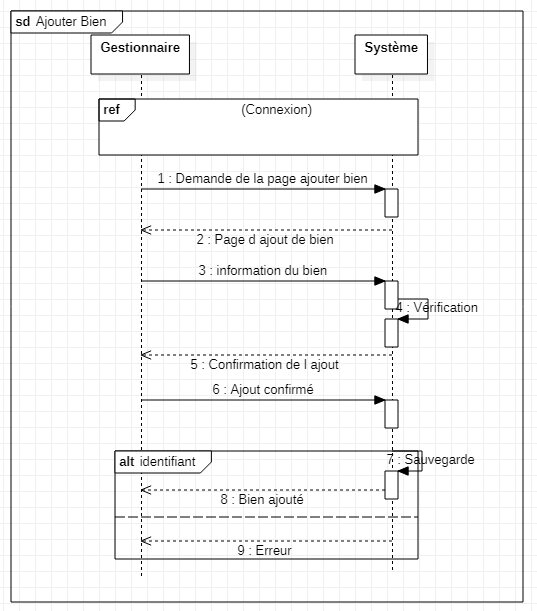 sd Ajouter Bien
Gestionnaire
Système
ref
(Connexion)
1 : Demande de la page ajouter bien
2 : Page d ajout de bien
3 : information du bien
4 : Vérification
5 : Confirmation de l ajout
6 : Ajout confirmé
alt identifiant
7 : Sauvegarde
8 : Bien ajouté
9 : Erreur